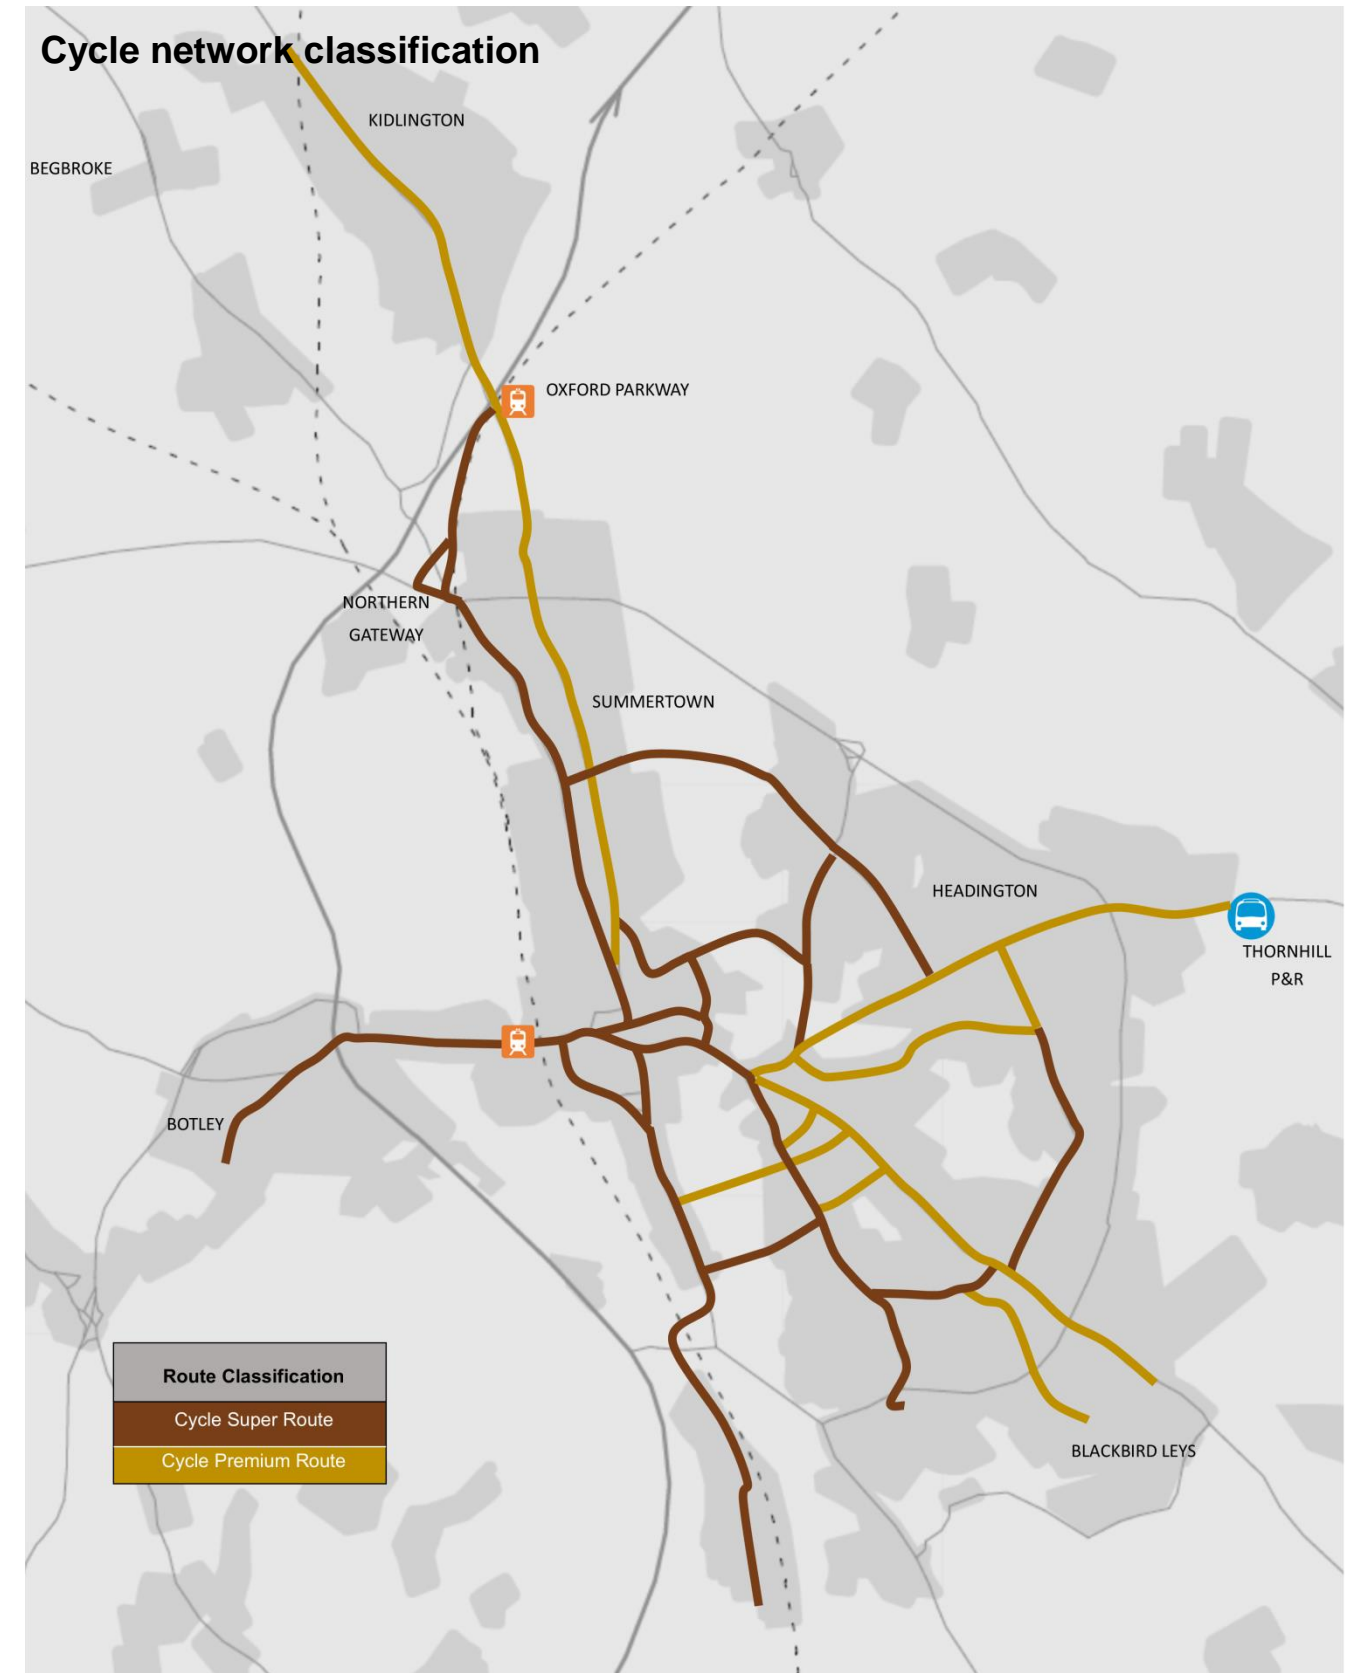 Cycle network classification
KIDLINGTON
BEGBROKE
OXFORD PARKWAY
NORTHERN
GATEWAY
SUMMERTOWN
HEADINGTON
THORNHILL
P&R
BOTLEY
Route Classification
Cycle Super Route
Cycle Premium Route
BLACKBIRD LEYS